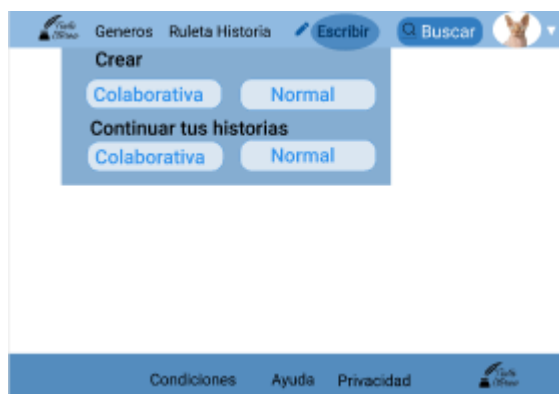 Generos Ruleta Historia Escribir Buscar
Crear
Colaborativa Normal
Continuar tus historias
Colaborativa Normal
Condiciones Ayuda Privacidad